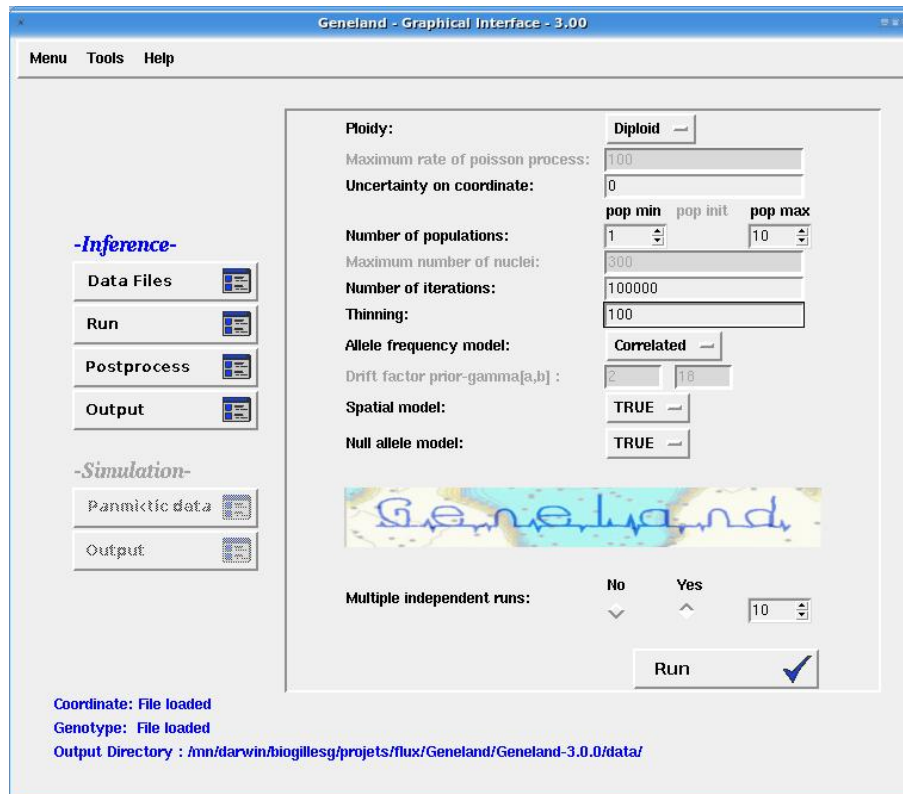 Geneland - Graphical Interface - 3.00
Menu Tools Help
Ploidy: Diploid
Maximum rate of poisson process: 100
Uncertainty on coordinate: 0
pop min pop init pop max
Number of populations: 1 10
Maximum number of nuclei: 300
Number of iterations: 100000
Thinning: 100
Allele frequency model: Correlated
Drift factor prior-gamma[a,b] : 2 18
Spatial model: TRUE
Null allele model: TRUE
-Inference-
Data Files
Run
Postprocess
Output
-Simulation-
Panmictic data
Output
Geneland
No Yes
Multiple independent runs: 10
Run
Coordinate: File loaded
Genotype: File loaded
Output Directory : /mn/darwin/biogillesg/projets/flux/Geneland/Geneland-3.0.0/data/